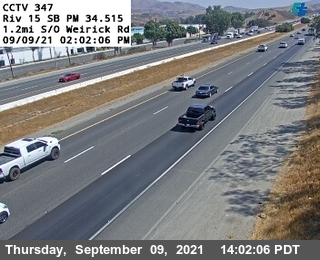 CCTV 347
Riv 15 SB PM 34.515
1.2mi S/O Weirick Rd
09/09/21 02:02:06 PM
Thursday, September 09, 2021 14:02:06 PDT